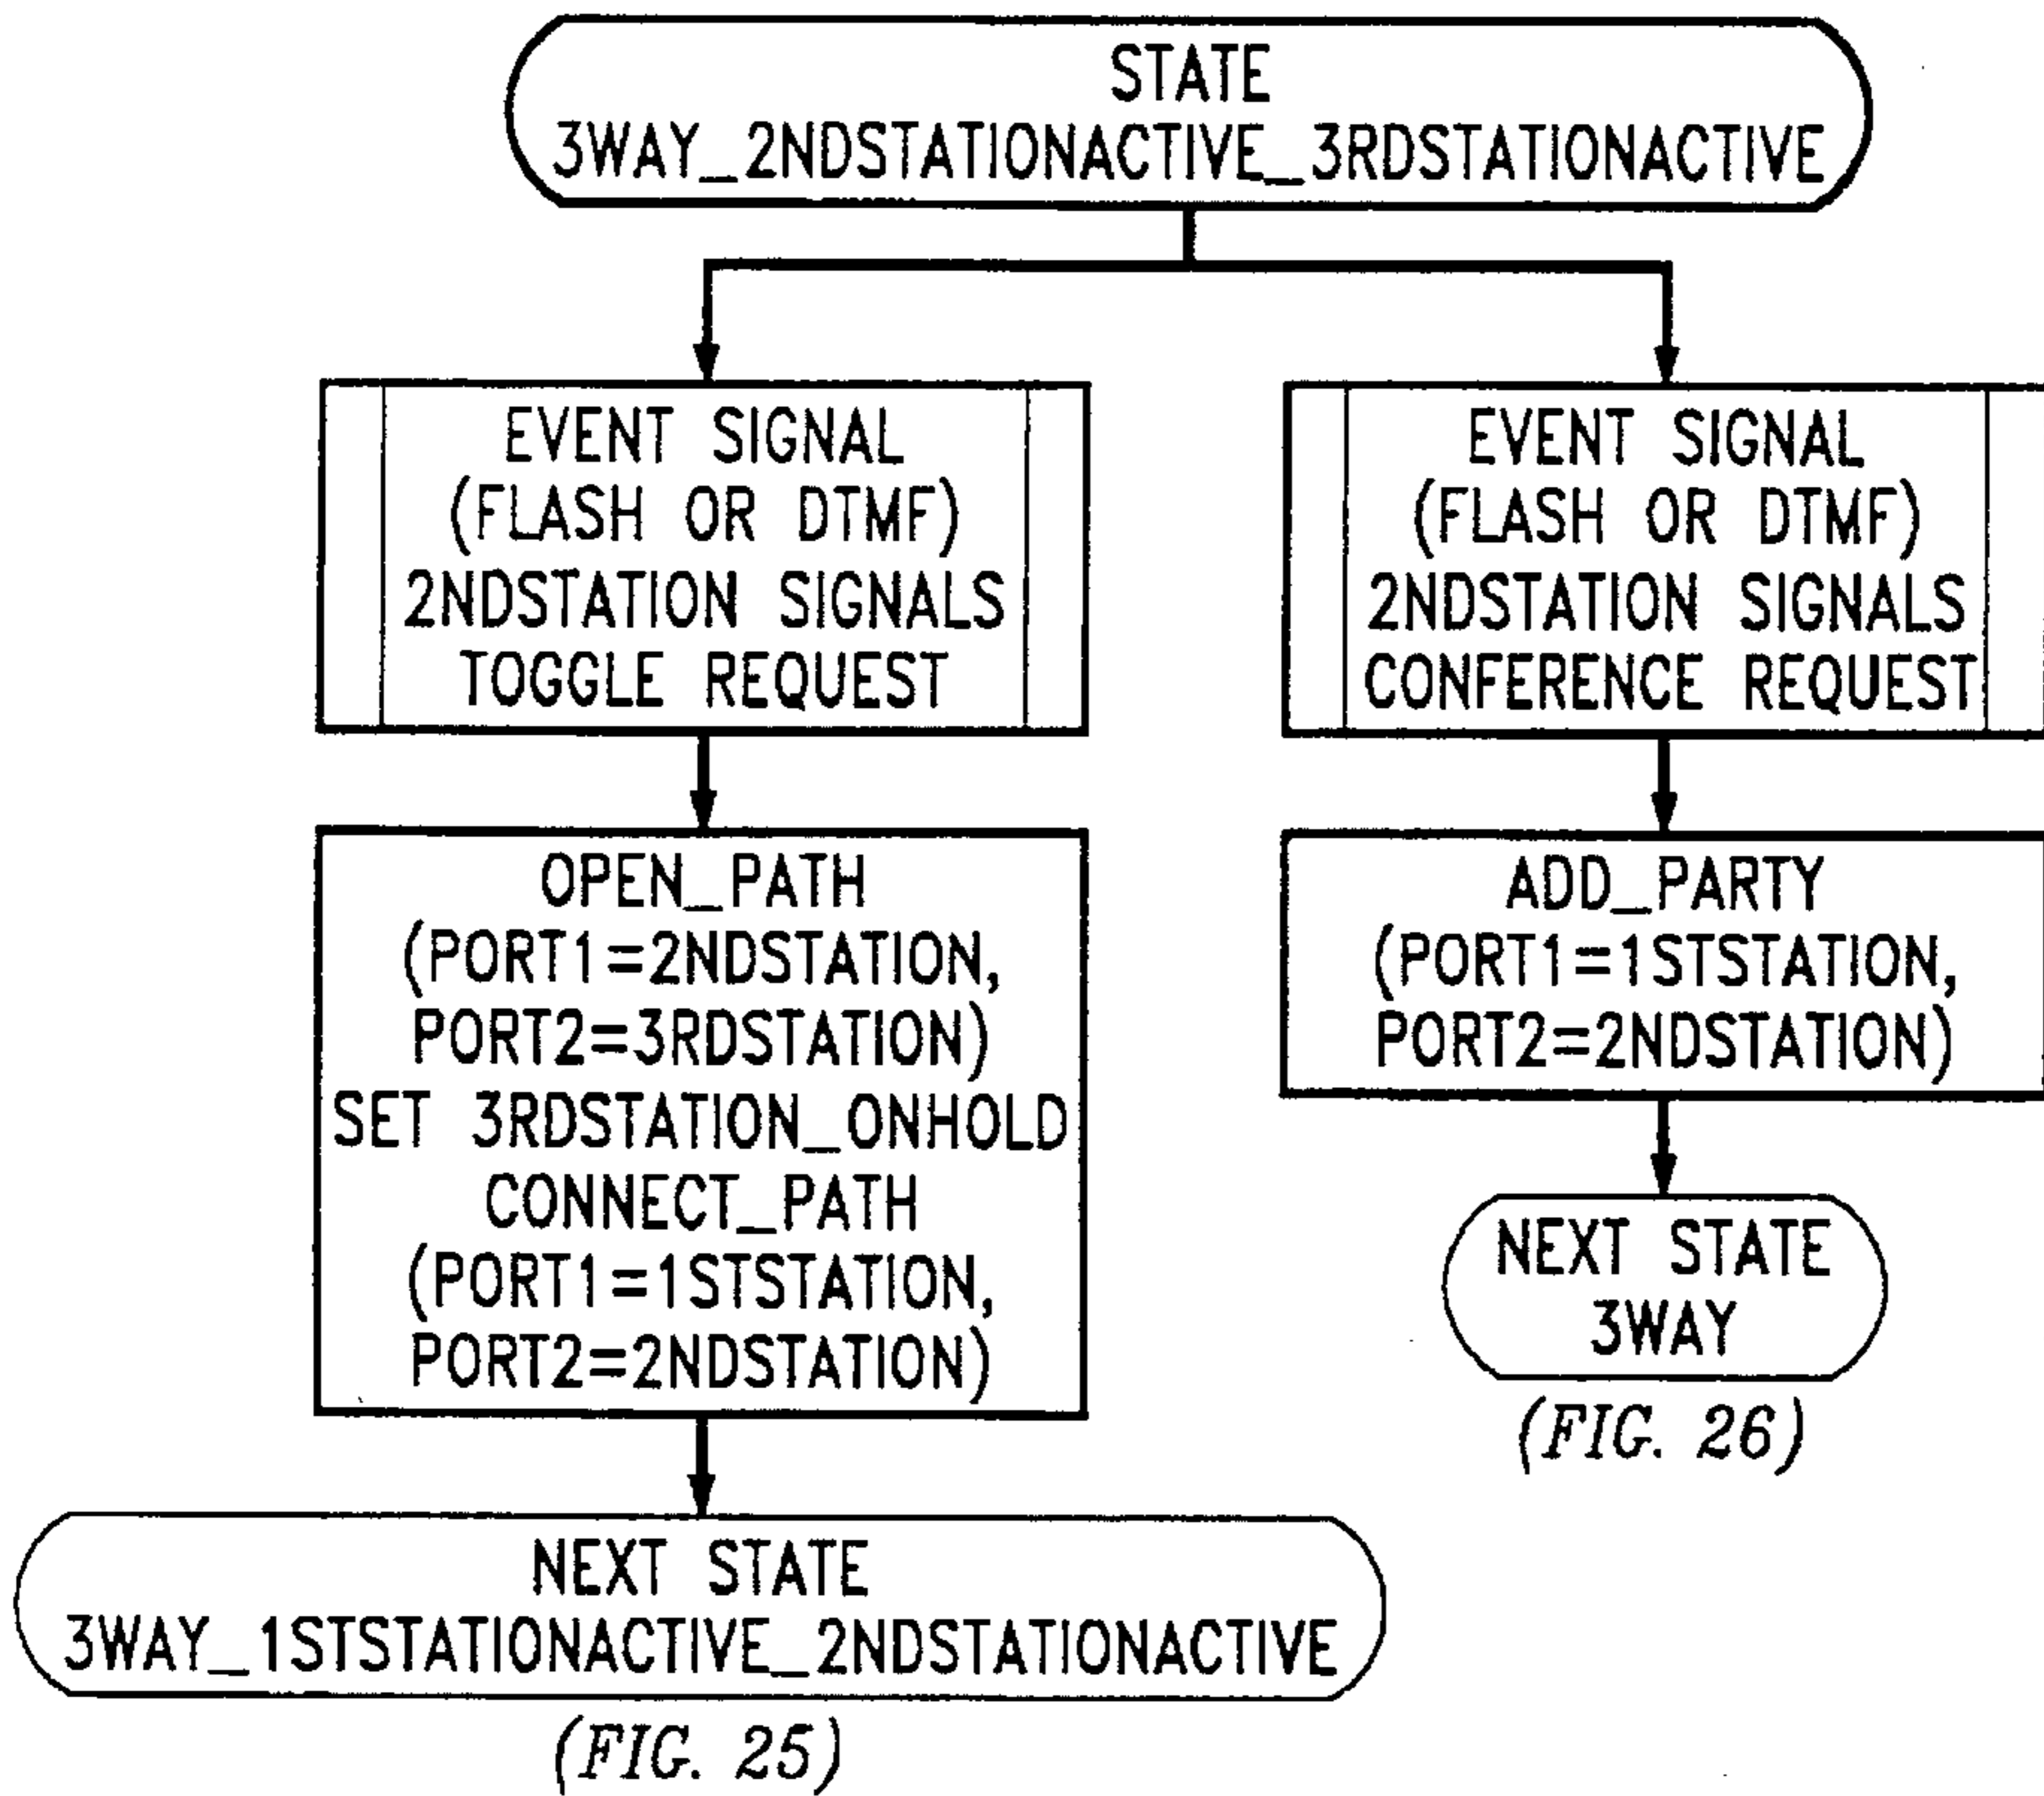 STATE
3WAY_2NDSTATIONACTIVE_3RDSTATIONACTIVE
EVENT SIGNAL
(FLASH OR DTMF)
2NDSTATION SIGNALS
TOGGLE REQUEST
OPEN_PATH
(PORT1=2NDSTATION,
PORT2=3RDSTATION)
SET 3RDSTATION_ONHOLD
CONNECT_PATH
(PORT1=1STSTATION,
PORT2=2NDSTATION)
NEXT STATE
3WAY_1STSTATIONACTIVE_2NDSTATIONACTIVE
(FIG. 25)
EVENT SIGNAL
(FLASH OR DTMF)
2NDSTATION SIGNALS
CONFERENCE REQUEST
ADD_PARTY
(PORT1=1STSTATION,
PORT2=2NDSTATION)
NEXT STATE
3WAY
(FIG. 26)